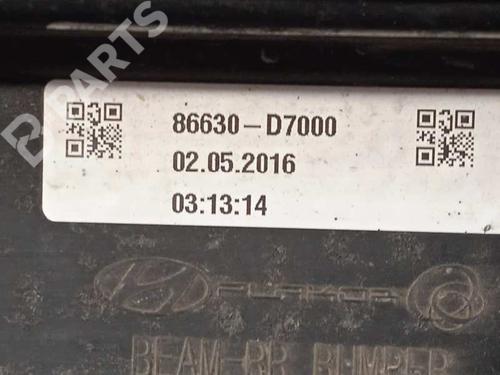 B-PARTS
86630-D7000
02.05.2016
03:13:14
BEAM-RR BUMPER